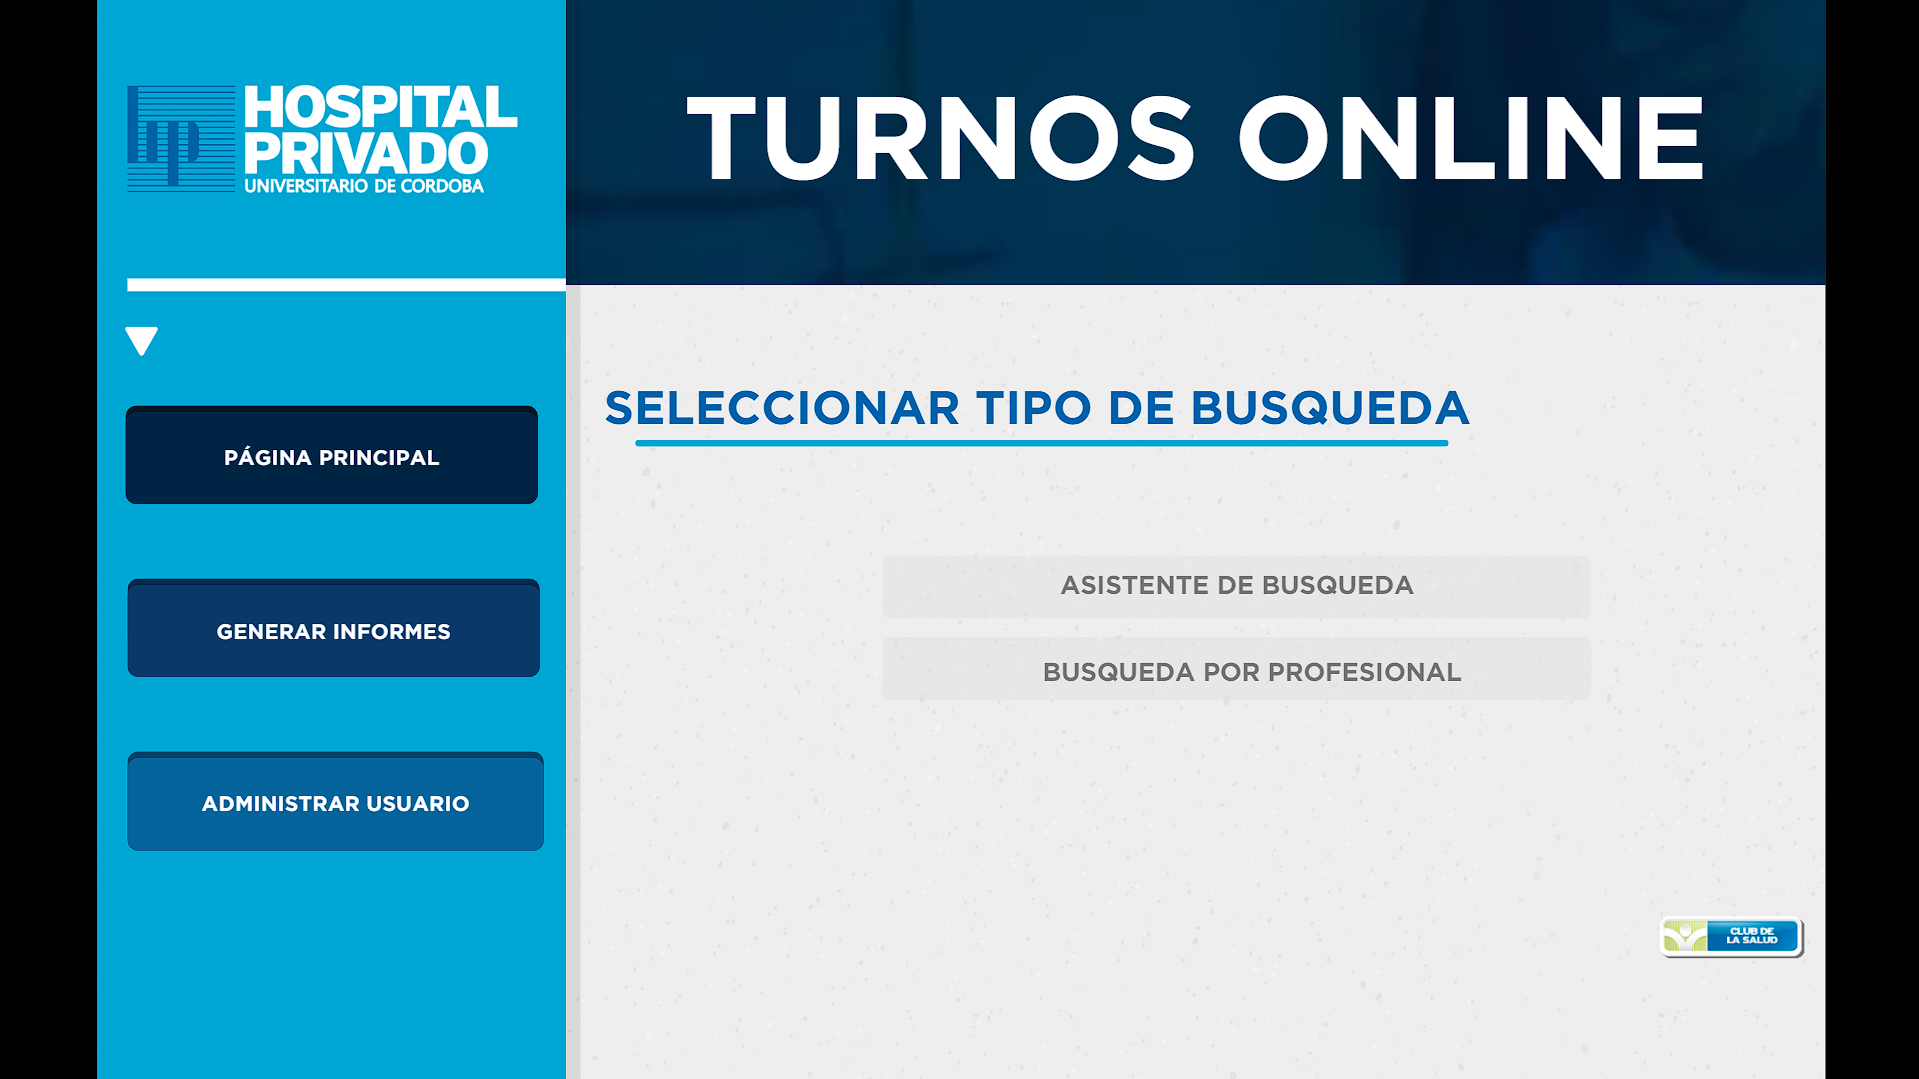 HOSPITAL
PRIVADO
UNIVERSITARIO DE CORDOBA
TURNOS ONLINE
PÁGINA PRINCIPAL
GENERAR INFORMES
ADMINISTRAR USUARIO
SELECCIONAR TIPO DE BUSQUEDA
ASISTENTE DE BUSQUEDA
BUSQUEDA POR PROFESIONAL
CLUB DE
LA SALUD